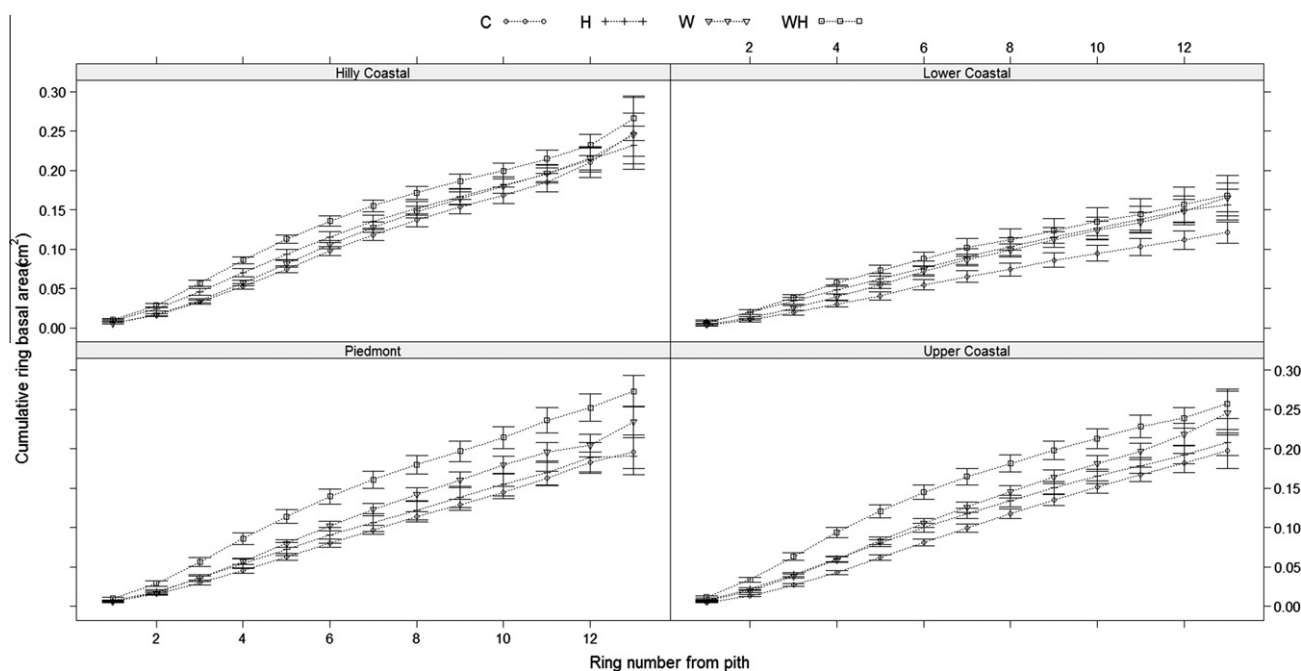 C H W WH
2 4 6 8 10 12
Hilly Coastal Lower Coastal
0.30
0.25
0.20
0.15
0.10
0.05
0.00
Cumulative ring basal area(m²)
Piedmont Upper Coastal
0.30
0.25
0.20
0.15
0.10
0.05
0.00
2 4 6 8 10 12
Ring number from pith